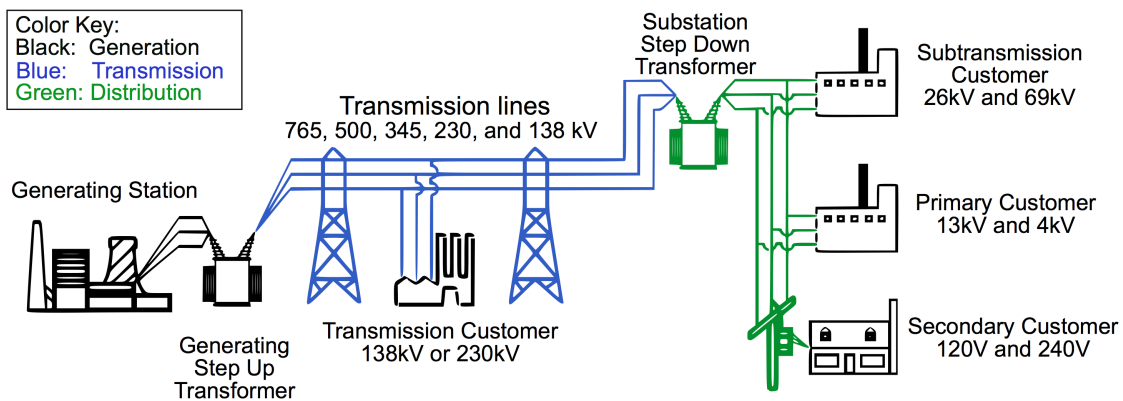 Color Key:
Black: Generation
Blue: Transmission
Green: Distribution
Substation
Step Down
Transformer
Subtransmission
Customer
26kV and 69kV
Transmission lines
765, 500, 345, 230, and 138 kV
Generating Station
Primary Customer
13kV and 4kV
Transmission Customer
138kV or 230kV
Secondary Customer
120V and 240V
Generating
Step Up
Transformer